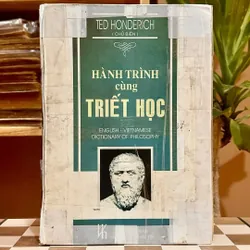 TED HONDERICH
(CHỦ BIÊN)
HÀNH TRÌNH
cùng
TRIẾT HỌC
ENGLISH - VIETNAMESE
DICTIONARY OF PHILOSOPHY